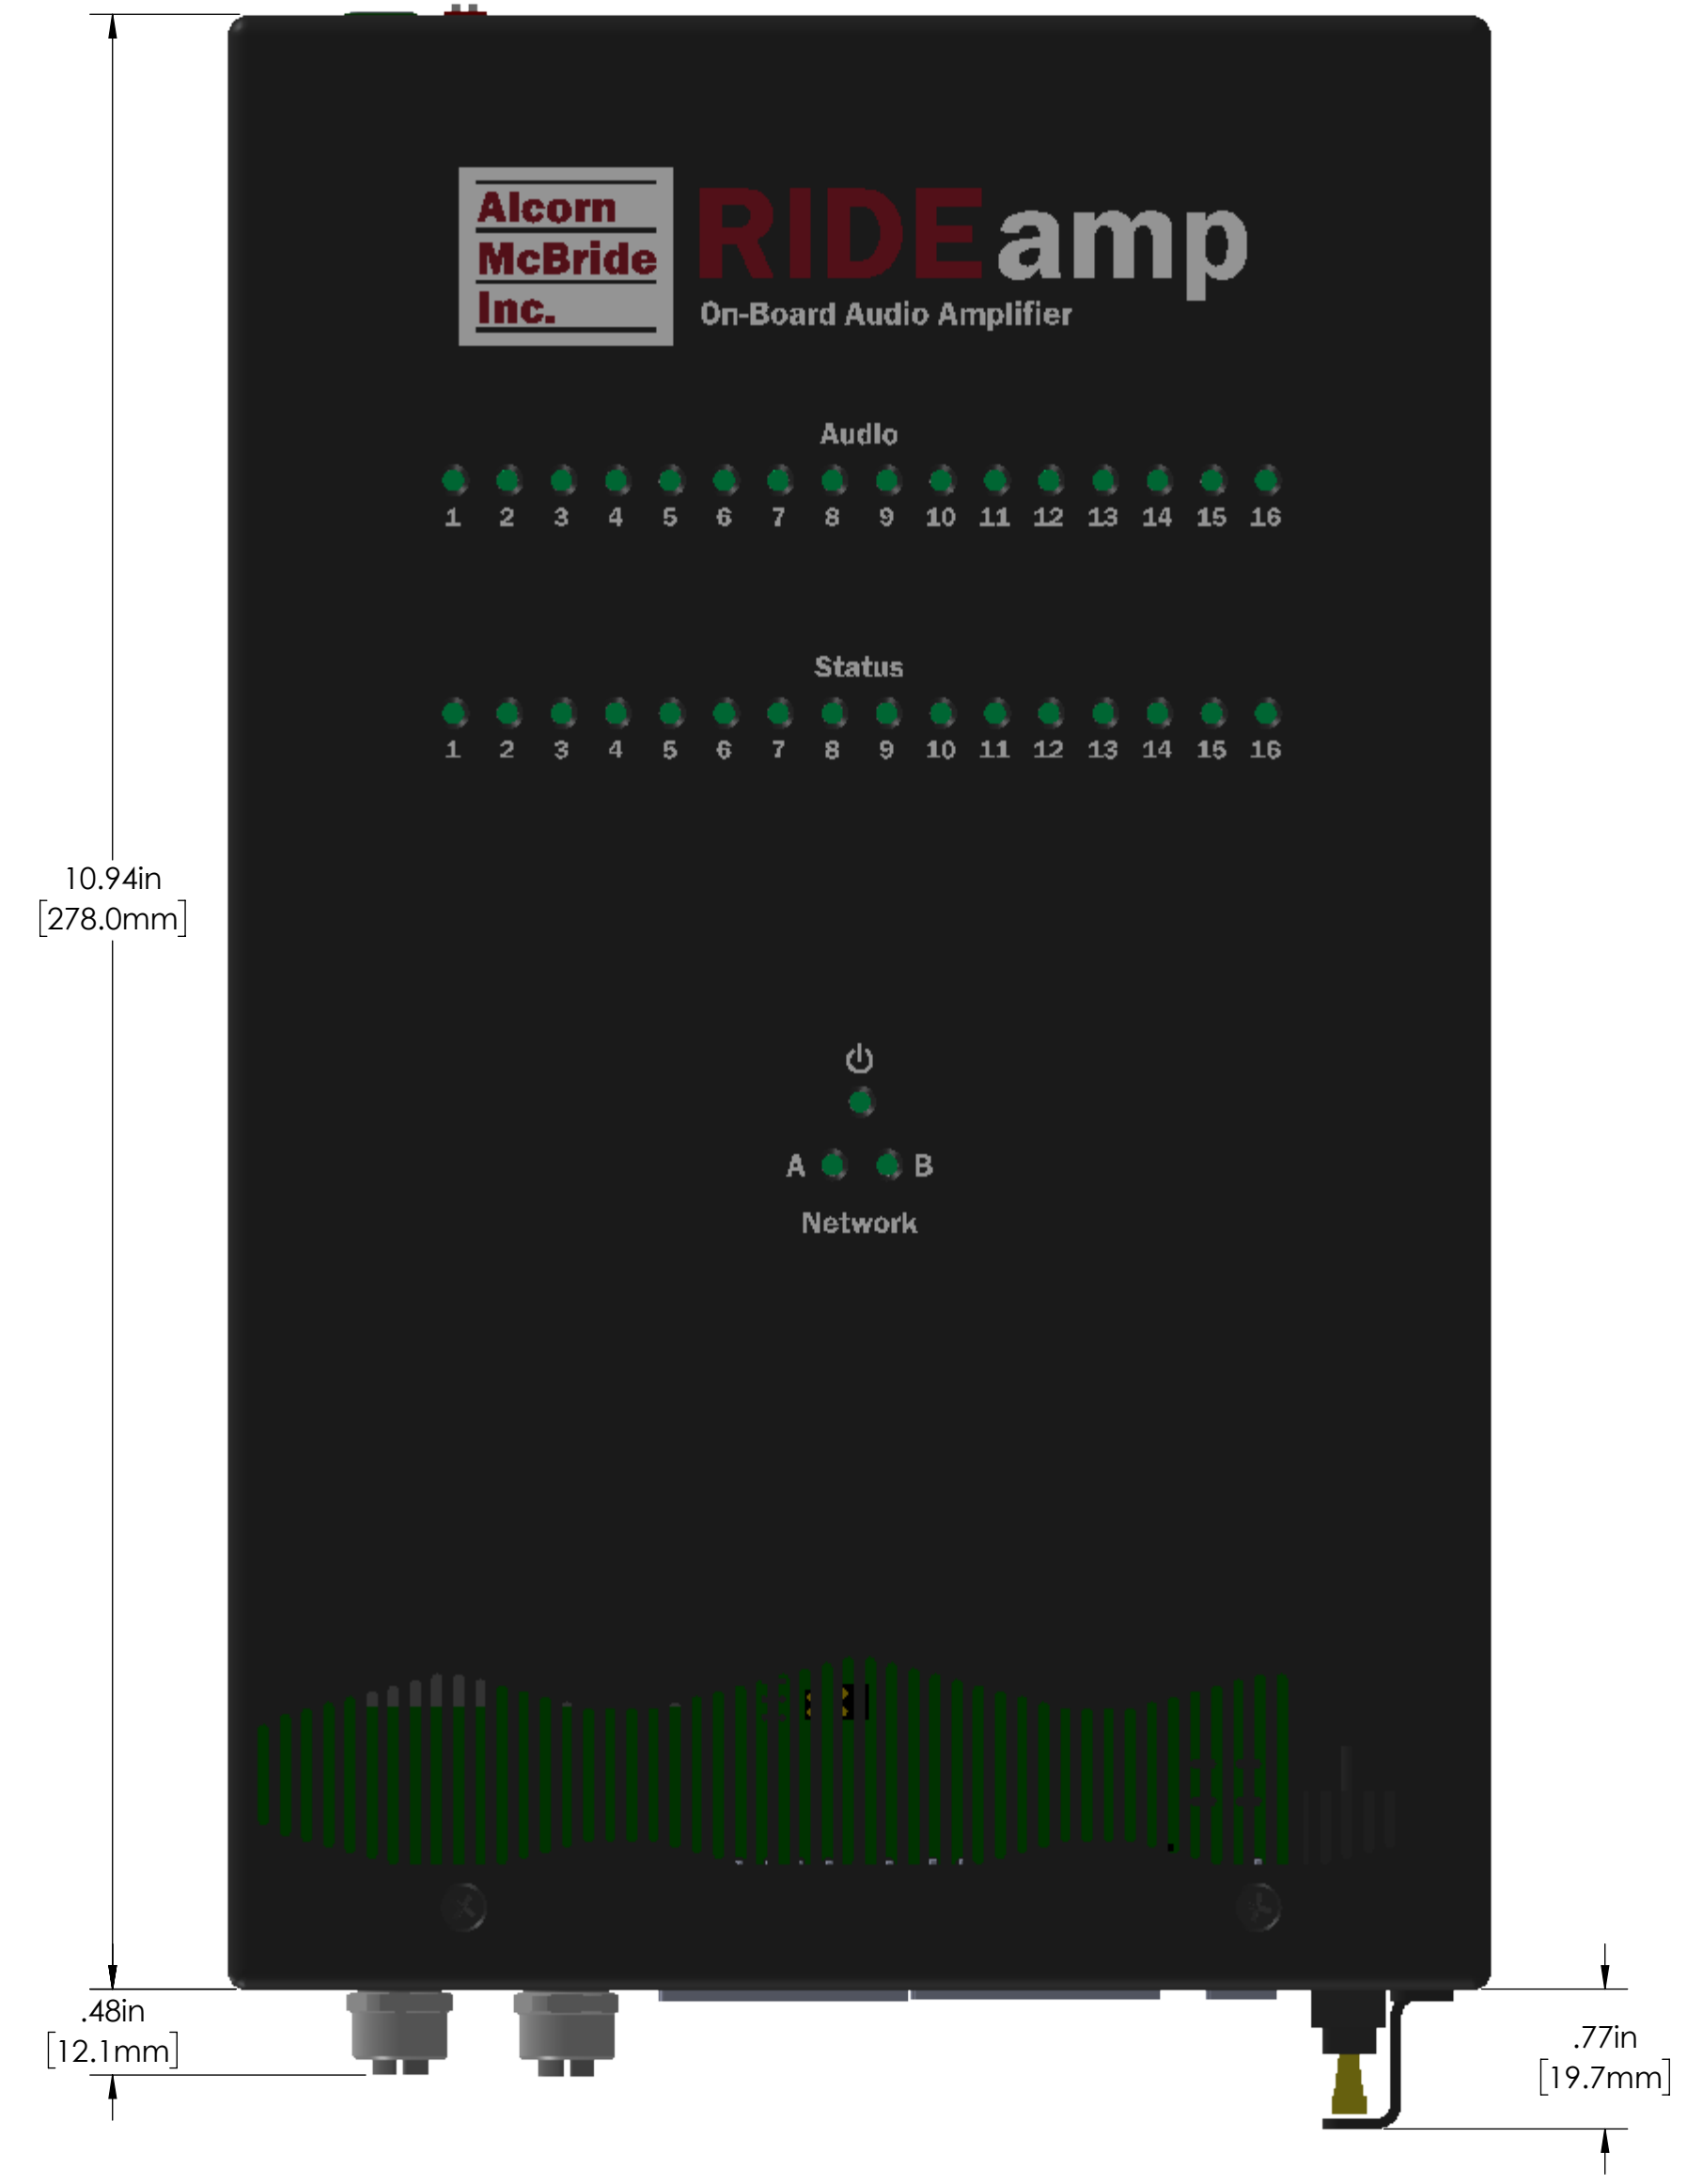 Alcorn
McBride
Inc.
RIDEamp
On-Board Audio Amplifier
Audio
1 2 3 4 5 6 7 8 9 10 11 12 13 14 15 16
Status
1 2 3 4 5 6 7 8 9 10 11 12 13 14 15 16
10.94in
[278.0mm]
A B
Network
.48in
[12.1mm]
.77in
[19.7mm]